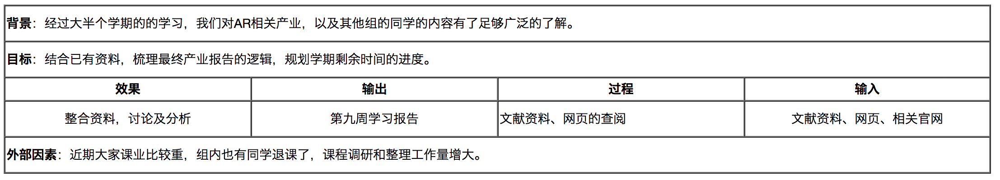 背景：经过大半个学期的的学习，我们对AR相关产业，以及其他组的同学的内容有了足够广泛的了解。
目标：结合已有资料，梳理最终产业报告的逻辑，规划学期剩余时间的进度。
效果 输出 过程 输入
整合资料，讨论及分析 第九周学习报告 文献资料、网页的查阅 文献资料、网页、相关官网
外部因素：近期大家课业比较重，组内也有同学退课了，课程调研和整理工作量增大。